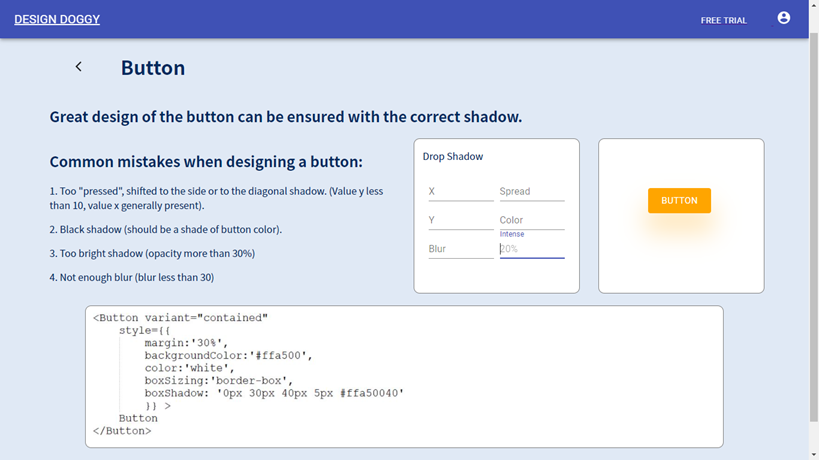 DESIGN DOGGY
FREE TRIAL
Button
Great design of the button can be ensured with the correct shadow.
Common mistakes when designing a button:
1. Too "pressed", shifted to the side or to the diagonal shadow. (Value y less
than 10, value x generally present).
2. Black shadow (should be a shade of button color).
3. Too bright shadow (opacity more than 30%)
4. Not enough blur (blur less than 30)
Drop Shadow
X
Spread
Y
Color
Blur
Intense
20%
BUTTON
<Button variant="contained"
style={{
margin:'30%',
backgroundColor:'#ffa500',
color:'white',
boxSizing:'border-box',
boxShadow: '0px 30px 40px 5px #ffa50040'
}} >
Button
</Button>